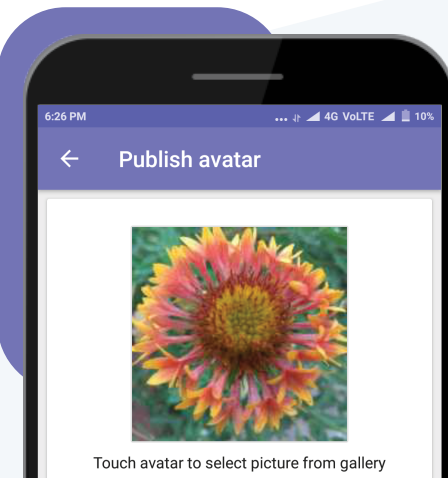 6:26 PM ... 4G VoLTE 10%
Publish avatar
Touch avatar to select picture from gallery